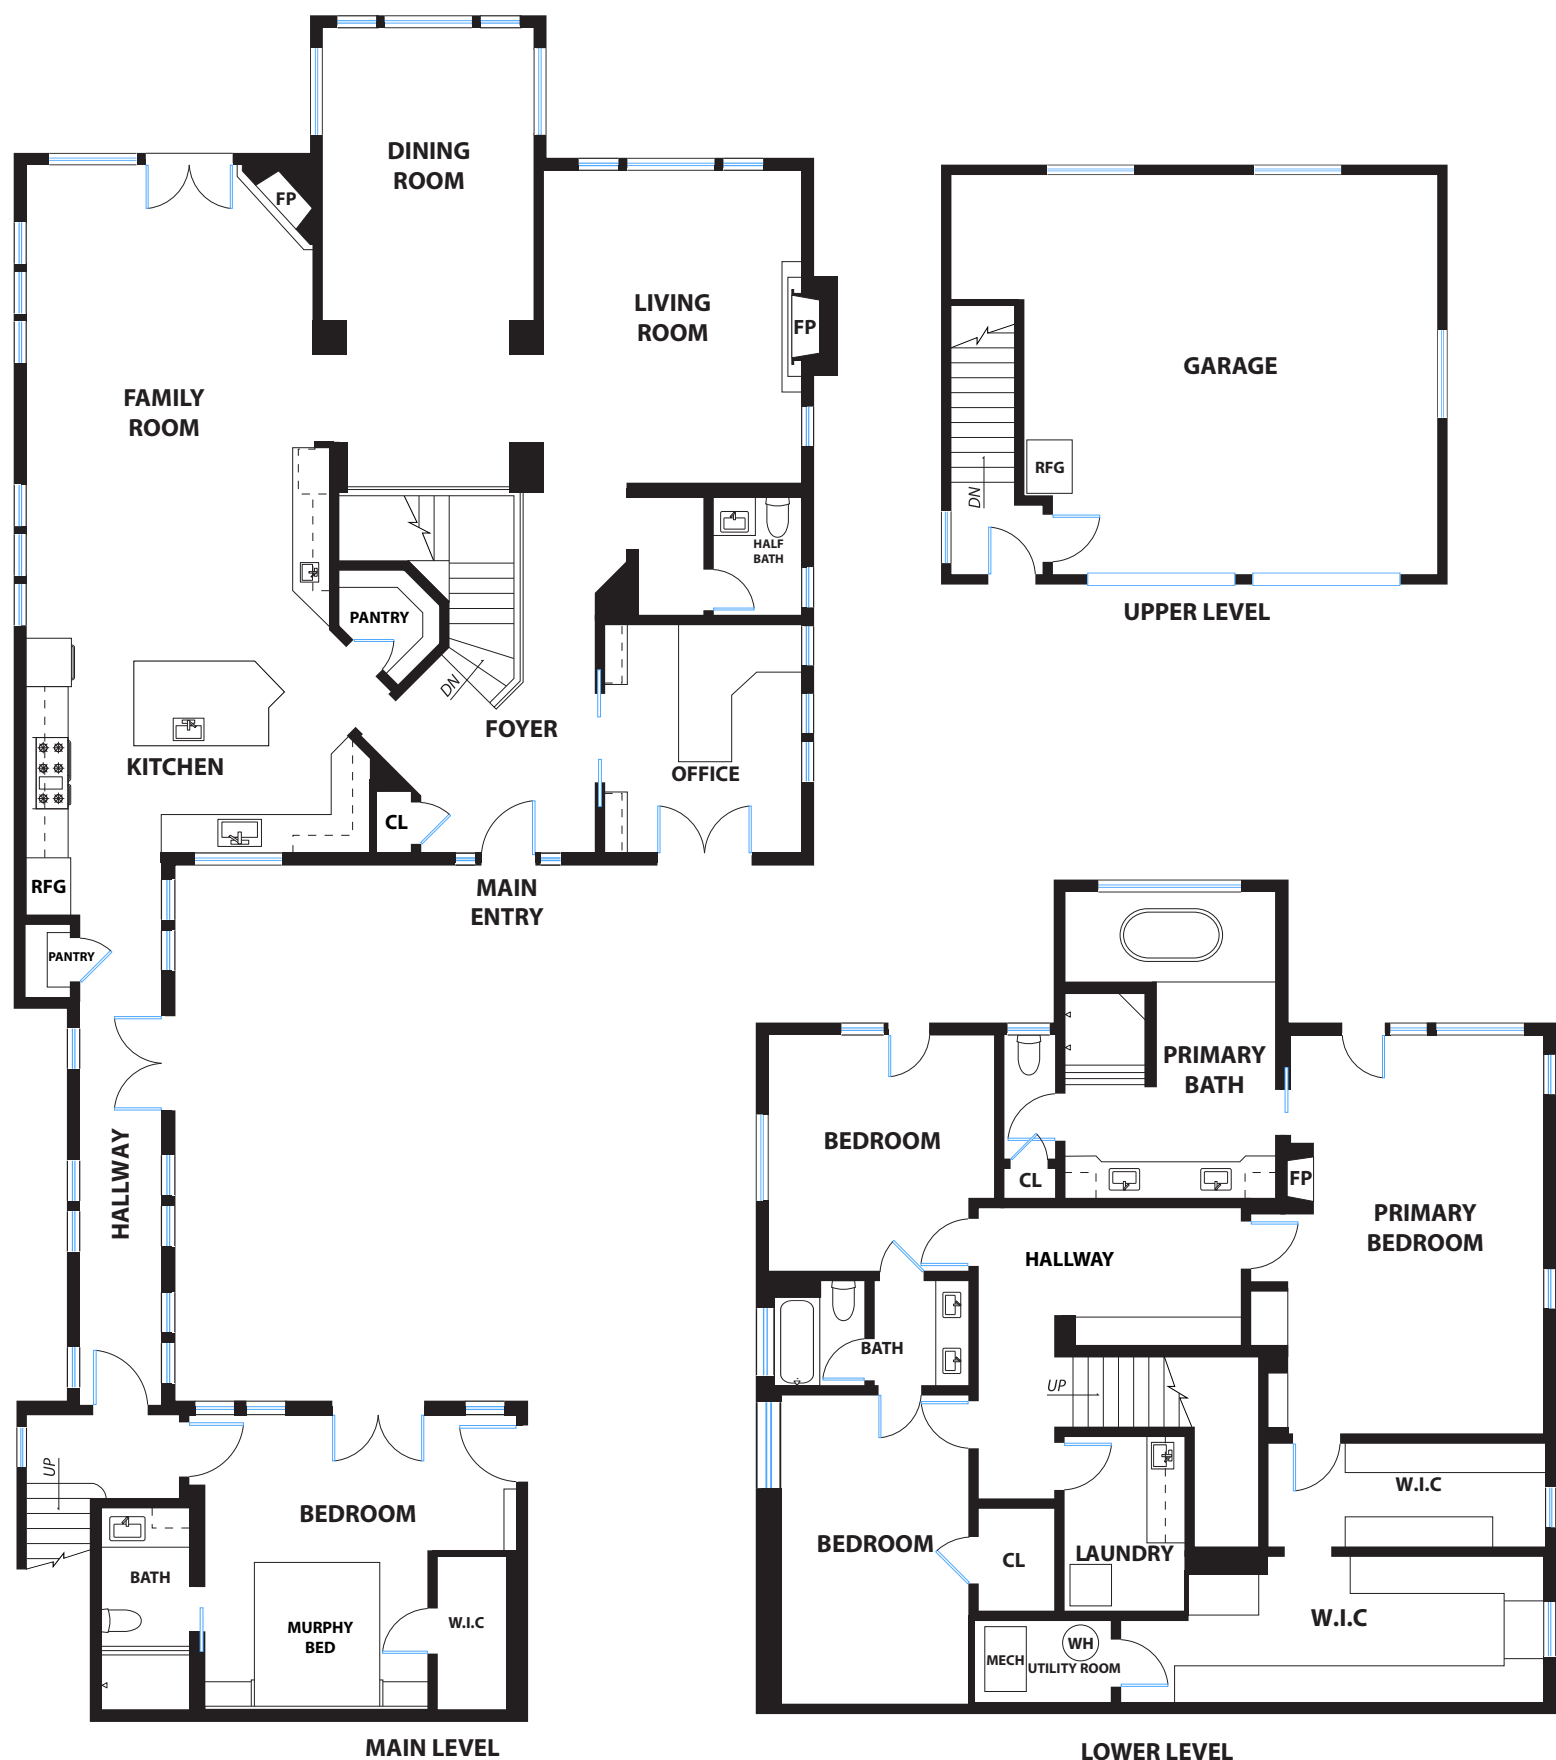 DINING
ROOM
FP
LIVING
ROOM
FP
FAMILY
ROOM
HALF
BATH
PANTRY
DN
FOYER
KITCHEN
OFFICE
CL
RFG
MAIN
ENTRY
PANTRY
HALLWAY
UP
BEDROOM
BATH
MURPHY
BED
W.I.C
MAIN LEVEL
GARAGE
RFG
DN
UPPER LEVEL
PRIMARY
BATH
BEDROOM
CL
FP
PRIMARY
BEDROOM
HALLWAY
BATH
UP
W.I.C
BEDROOM
CL
LAUNDRY
W.I.C
WH
MECH
UTILITY ROOM
LOWER LEVEL